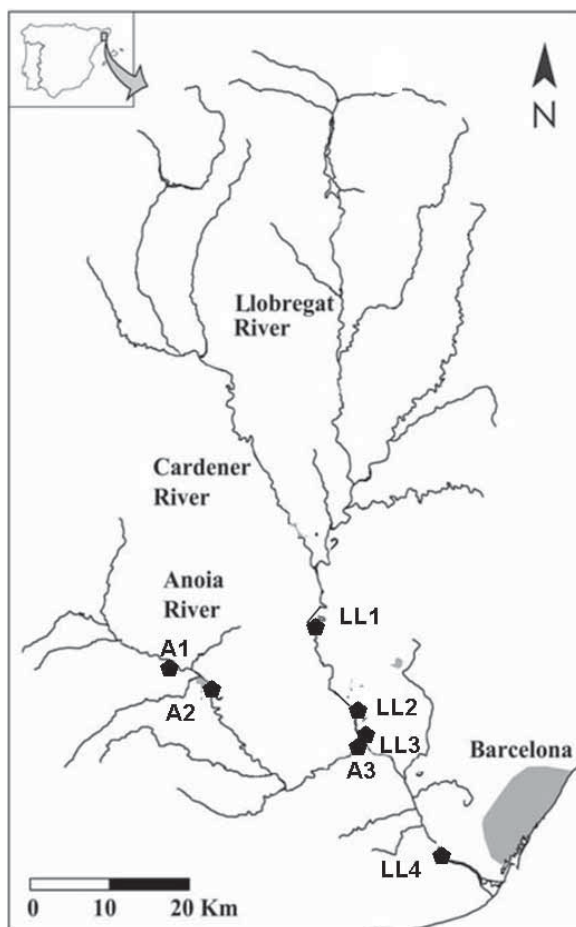 N
Llobregat
River
Cardener
River
Anoia
River
LL1
A1
A2
LL2
LL3
A3
Barcelona
LL4
0 10 20 Km